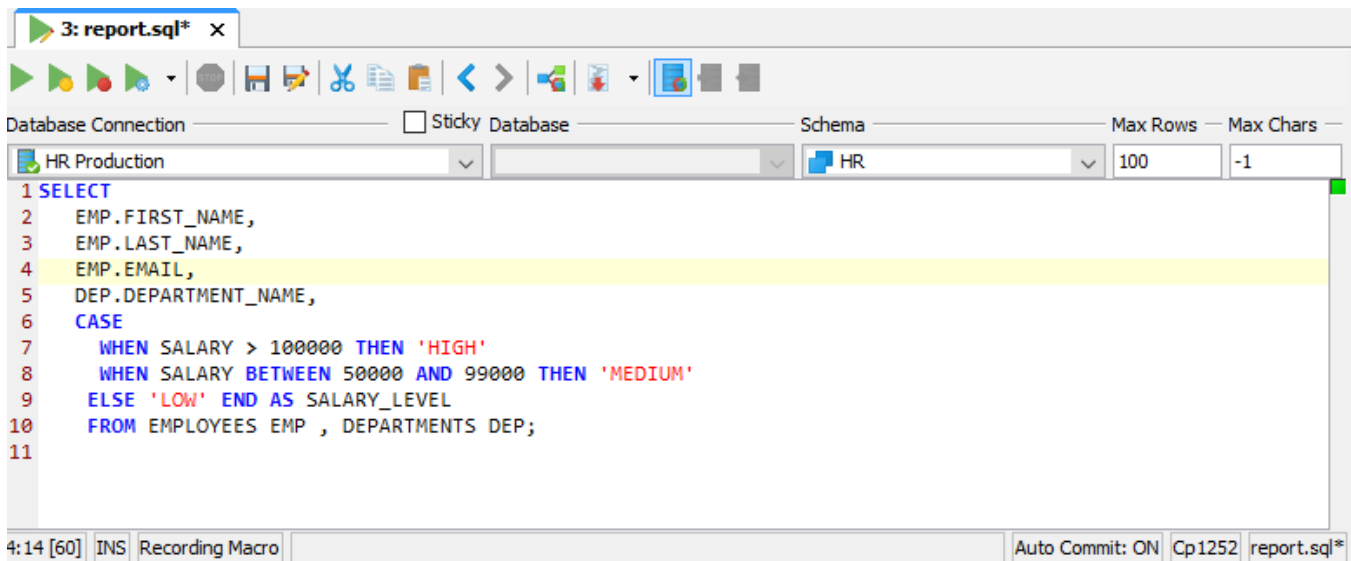 3: report.sql* x
STOP
Database Connection Sticky Database Schema Max Rows Max Chars
HR Production HR 100 -1
1 SELECT
2 EMP.FIRST_NAME,
3 EMP.LAST_NAME,
4 EMP.EMAIL,
5 DEP.DEPARTMENT_NAME,
6 CASE
7 WHEN SALARY > 100000 THEN 'HIGH'
8 WHEN SALARY BETWEEN 50000 AND 99000 THEN 'MEDIUM'
9 ELSE 'LOW' END AS SALARY_LEVEL
10 FROM EMPLOYEES EMP , DEPARTMENTS DEP;
11
4:14 [60] INS Recording Macro Auto Commit: ON Cp1252 report.sql*